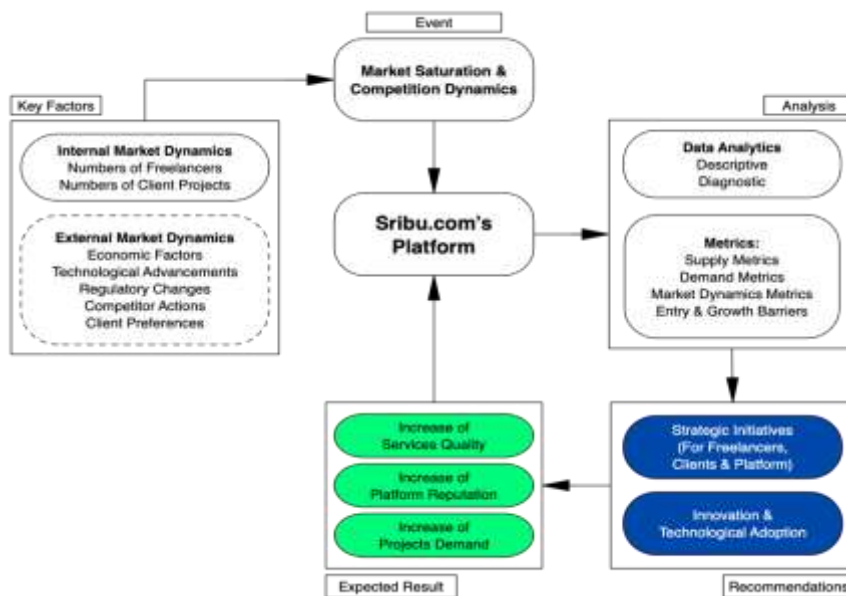 Event
Market Saturation &
Competition Dynamics
Key Factors
Internal Market Dynamics
Numbers of Freelancers
Numbers of Client Projects
External Market Dynamics
Economic Factors
Technological Advancements
Regulatory Changes
Competitor Actions
Client Preferences
Sribu.com's
Platform
Analysis
Data Analytics
Descriptive
Diagnostic
Metrics:
Supply Metrics
Demand Metrics
Market Dynamics Metrics
Entry & Growth Barriers
Increase of
Services Quality
Increase of
Platform Reputation
Increase of
Projects Demand
Expected Result
Strategic Initiatives
(For Freelancers,
Clients & Platform)
Innovation &
Technological Adoption
Recommendations